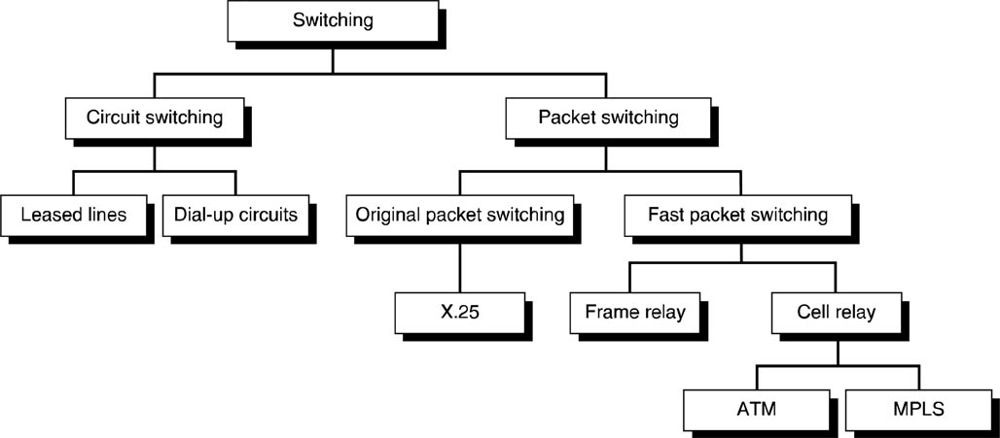 Switching
Circuit switching
Packet switching
Leased lines
Dial-up circuits
Original packet switching
Fast packet switching
X.25
Frame relay
Cell relay
ATM
MPLS